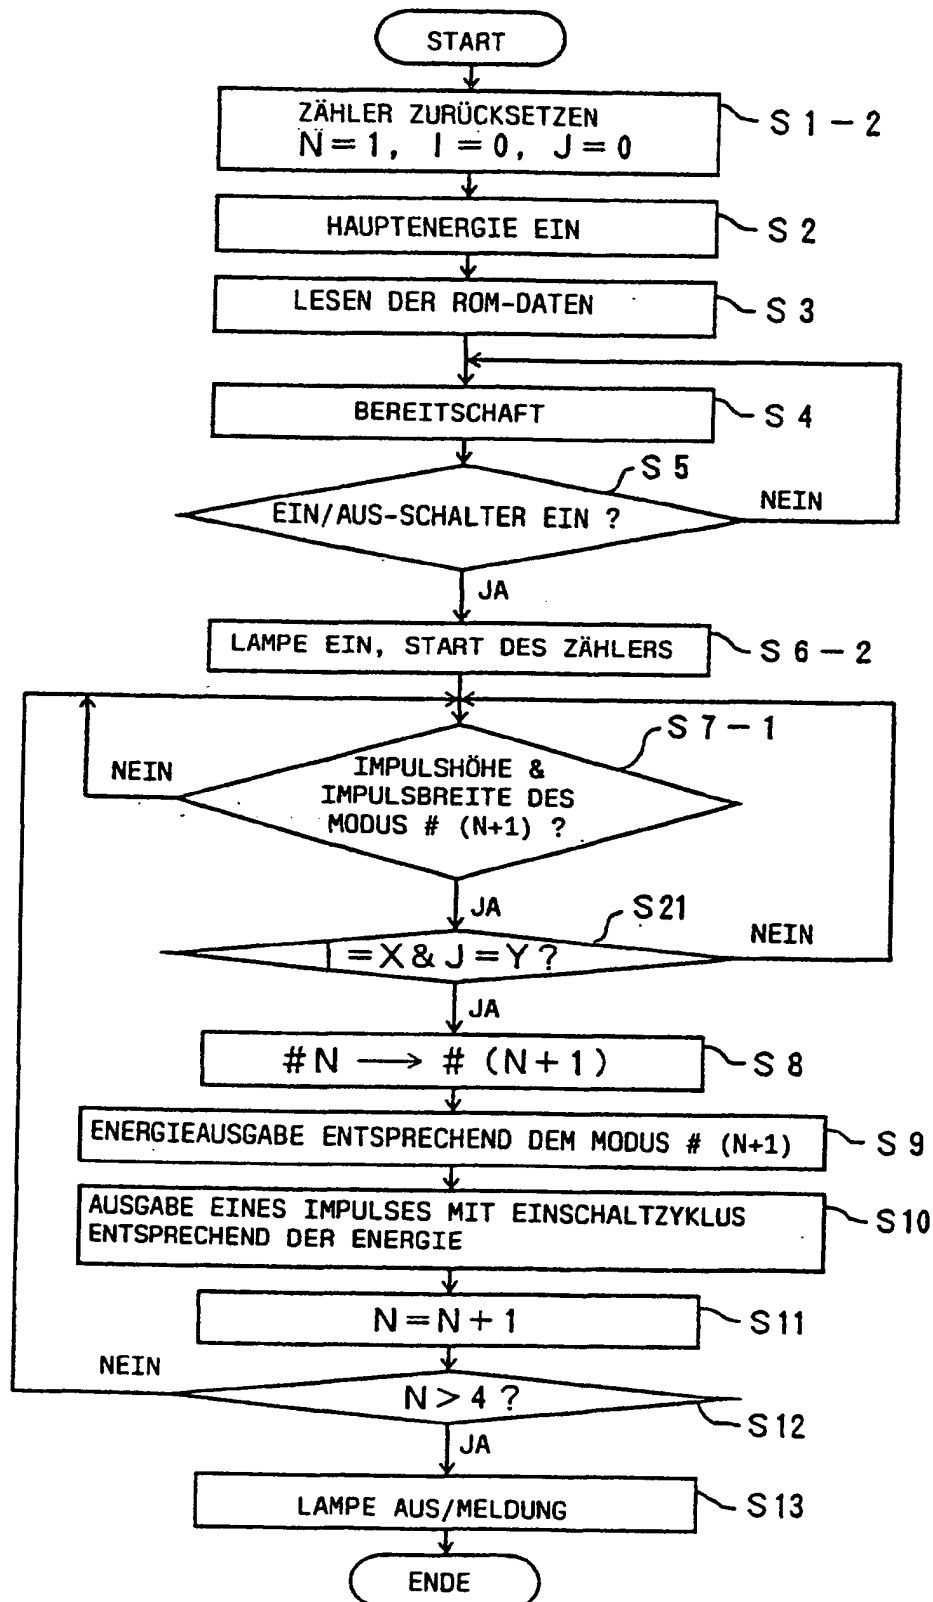 START
ZÄHLER ZURÜCKSETZEN
N=1, I=0, J=0
S1-2
HAUPTENERGIE EIN
S2
LESEN DER ROM-DATEN
S3
BEREITSCHAFT
S4
S5
EIN/AUS-SCHALTER EIN ?
NEIN
JA
LAMPE EIN, START DES ZÄHLERS
S6-2
S7-1
NEIN
IMPULSHÖHE &
IMPULSBREITE DES
MODUS # (N+1) ?
JA
S21
NEIN
I=X&J=Y?
JA
#N → #(N+1)
S8
ENERGIEAUSGABE ENTSPRECHEND DEM MODUS # (N+1)
S9
AUSGABE EINES IMPULSES MIT EINSCHALTZYKLUS
ENTSPRECHEND DER ENERGIE
S10
N=N+1
S11
NEIN
N>4?
S12
JA
LAMPE AUS/MELDUNG
S13
ENDE